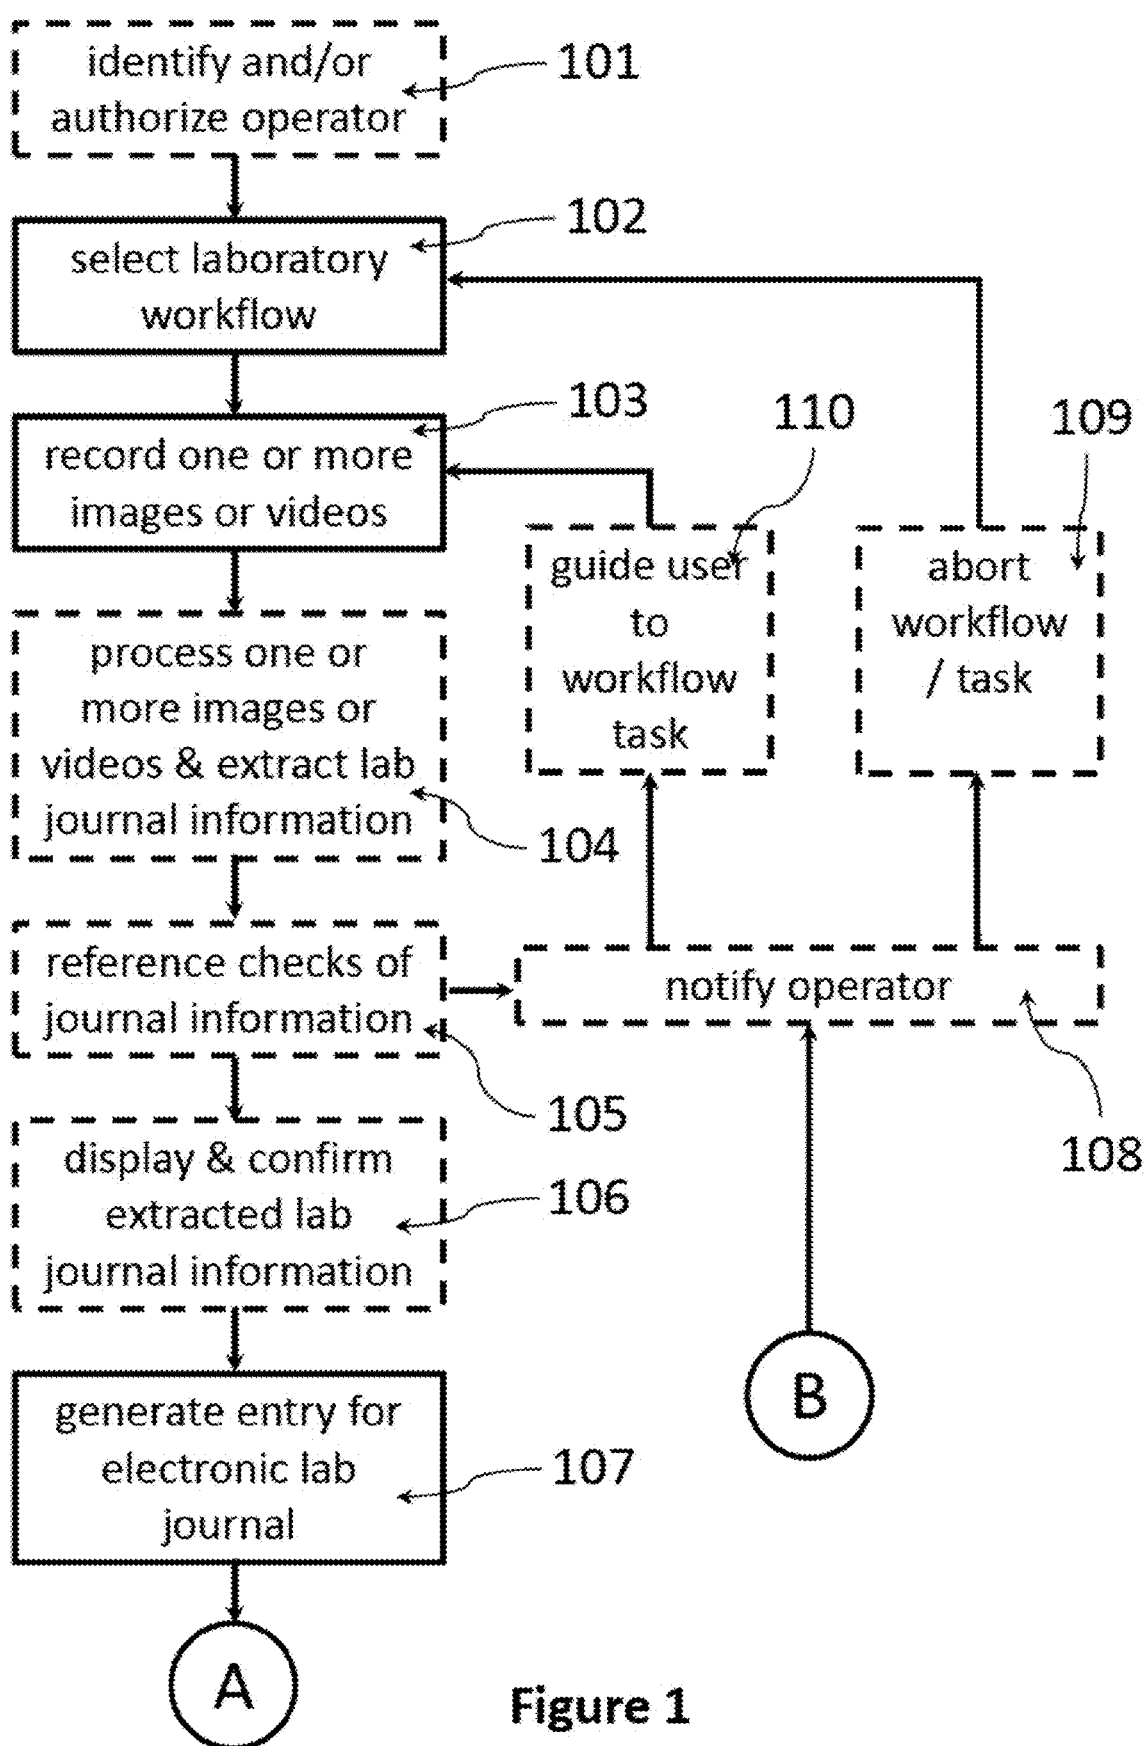 identify and/or
authorize operator
101
select laboratory
workflow
102
record one or more
images or videos
103
110
109
guide user
to
workflow
task
abort
workflow
/ task
process one or
more images or
videos & extract lab
journal information
104
reference checks of
journal information
105
notify operator
108
display & confirm
extracted lab
journal information
106
generate entry for
electronic lab
journal
107
B
A
Figure 1